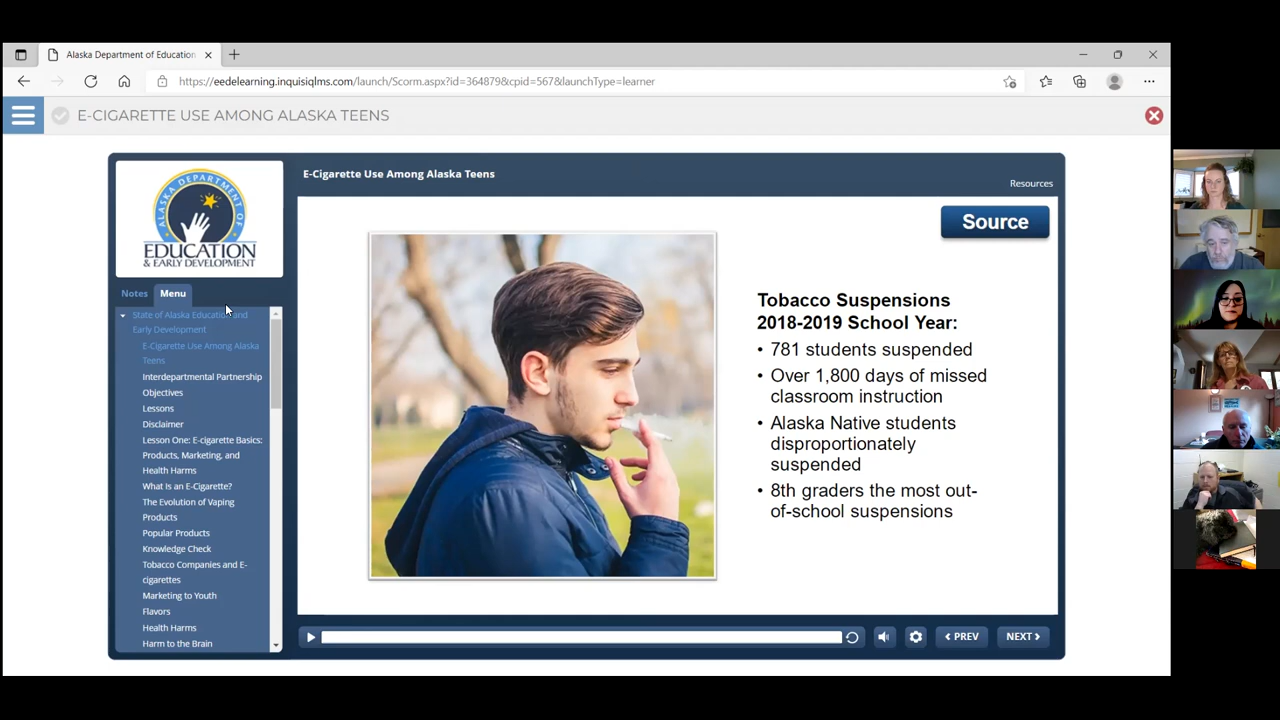 Alaska Department of Education
https://eedelearning.inquisiqlms.com/launch/Scorm.aspx?id=364879&cpid=567&launchType=learner
E-CIGARETTE USE AMONG ALASKA TEENS
ALASKA DEPARTMENT OF
EDUCATION
& EARLY DEVELOPMENT
E-Cigarette Use Among Alaska Teens
Resources
Notes
Menu
State of Alaska Education and
Early Development
E-Cigarette Use Among Alaska
Teens
Interdepartmental Partnership
Objectives
Lessons
Disclaimer
Lesson One: E-cigarette Basics:
Products, Marketing, and
Health Harms
What Is an E-Cigarette?
The Evolution of Vaping
Products
Popular Products
Knowledge Check
Tobacco Companies and E-
cigarettes
Marketing to Youth
Flavors
Health Harms
Harm to the Brain
Source
Tobacco Suspensions
2018-2019 School Year:
• 781 students suspended
• Over 1,800 days of missed
classroom instruction
• Alaska Native students
disproportionately
suspended
• 8th graders the most out-
of-school suspensions
PREV
NEXT